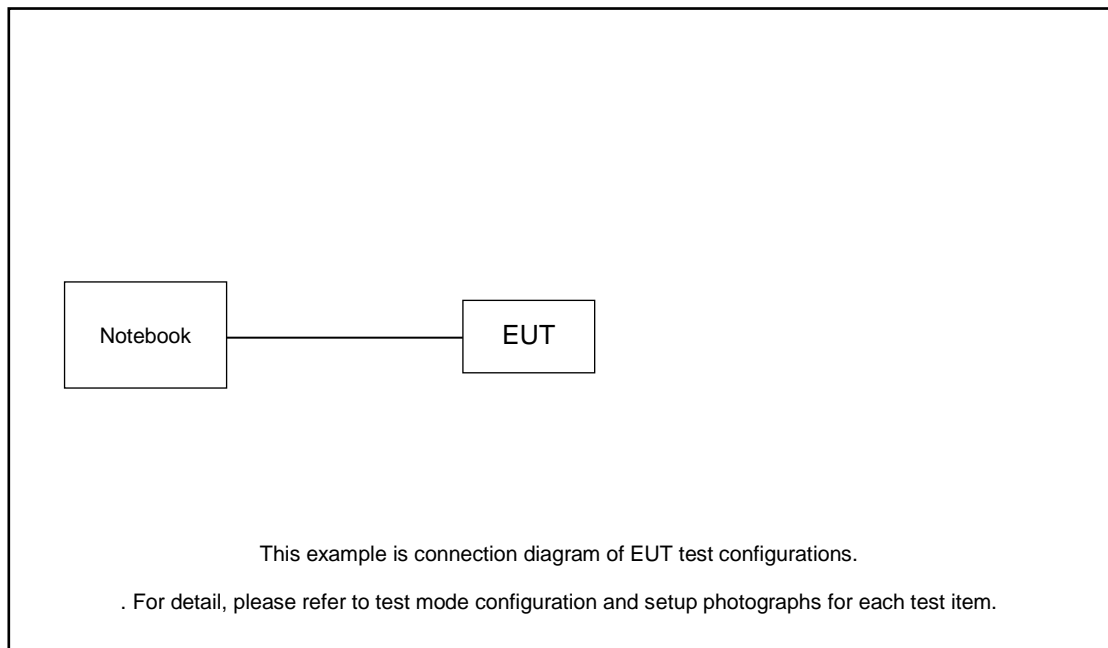 Notebook
EUT
This example is connection diagram of EUT test configurations.
. For detail, please refer to test mode configuration and setup photographs for each test item.